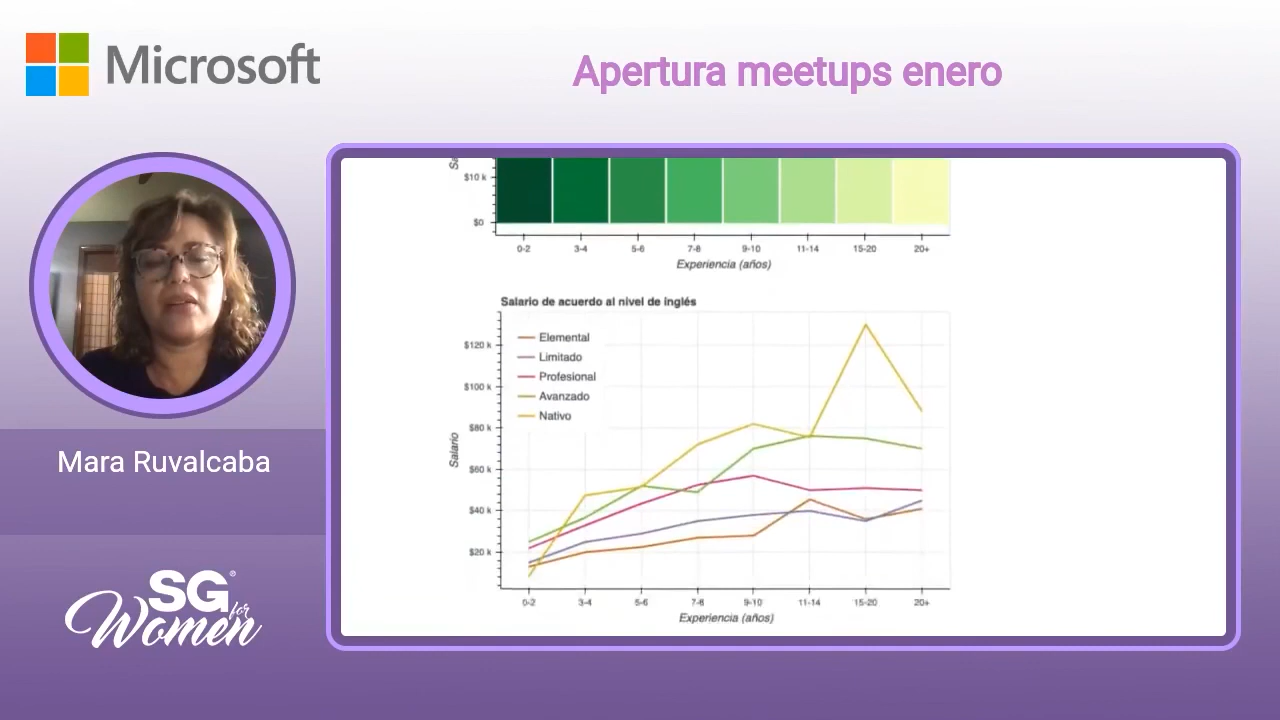 Microsoft
Apertura meetups enero
$10 k
$0
0-2 3-4 5-6 7-8 9-10 11-14 15-20 20+
Experiencia (años)
Salario de acuerdo al nivel de inglés
Elemental
Limitado
Profesional
Avanzado
Nativo
$120 k
$100 k
$80 k
$60 k
$40 k
$20 k
Salario
0-2 3-4 5-6 7-8 9-10 11-14 15-20 20+
Experiencia (años)
Mara Ruvalcaba
SG®
for
Women